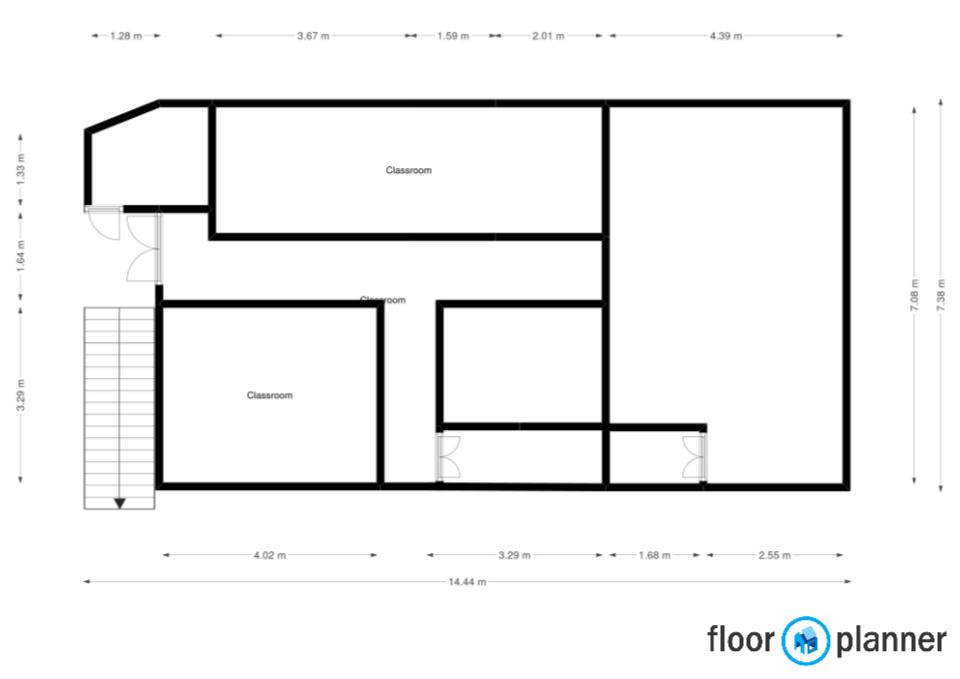 1.28 m 3.67 m 1.59 m 2.01 m 4.39 m
1.33 m
Classroom
1.64 m
7.08 m
7.38 m
Classroom
3.29 m
Classroom
4.02 m 3.29 m 1.68 m 2.55 m
14.44 m
floor planner